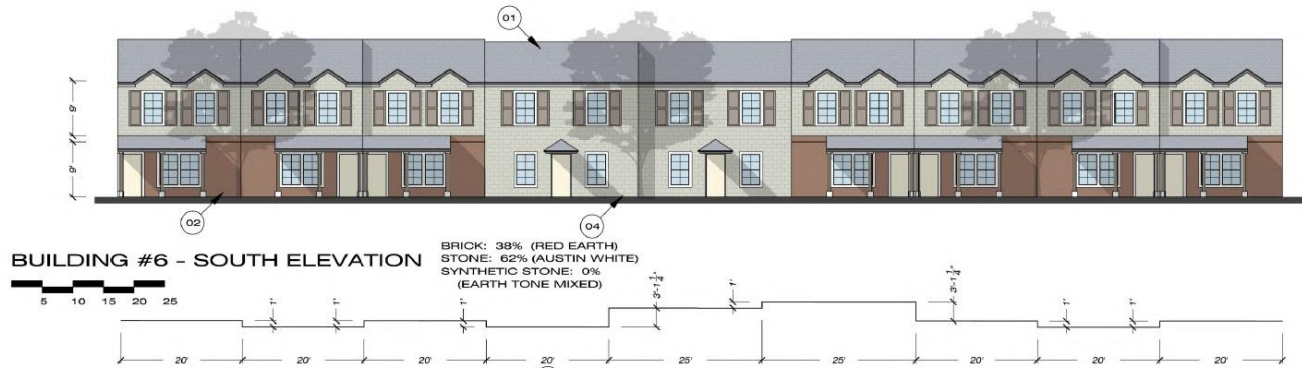 01
9'
9'
02
04
BUILDING #6 - SOUTH ELEVATION
BRICK: 38% (RED EARTH)
STONE: 62% (AUSTIN WHITE)
SYNTHETIC STONE: 0%
(EARTH TONE MIXED)
5 10 15 20 25
1' 1' 1' 3'-1 1/4" 1' 3'-1 1/4" 1' 1'
20' 20' 20' 20' 25' 25' 20' 20' 20'